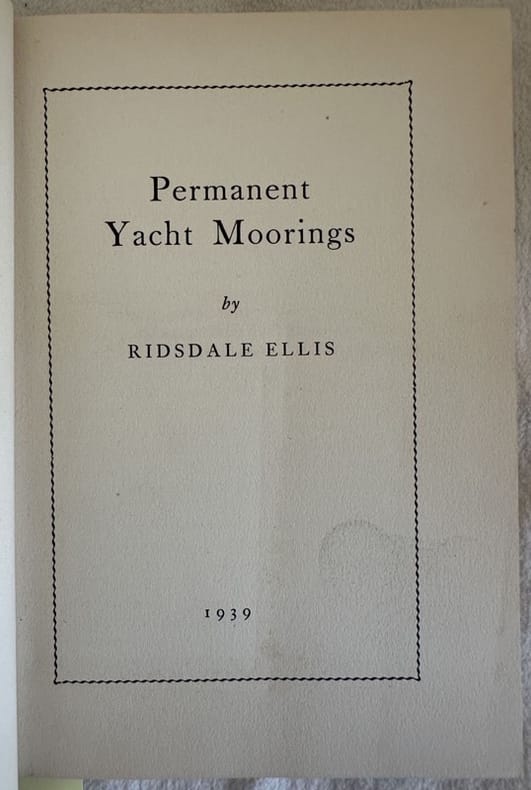 Permanent
Yacht Moorings
by
RIDSDALE ELLIS
1939